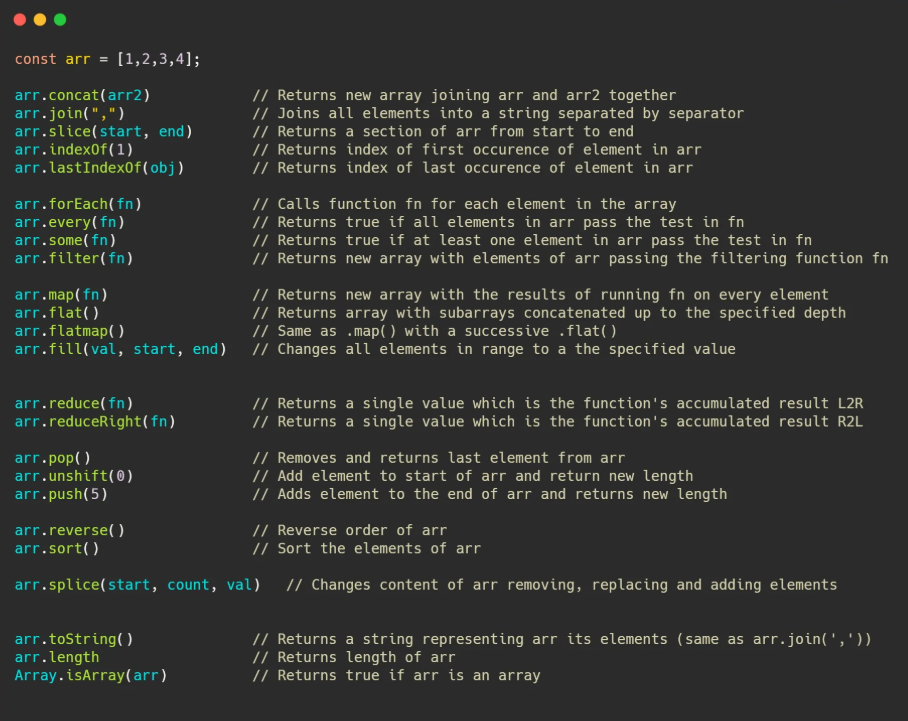 const arr = [1,2,3,4];
arr.concat(arr2) // Returns new array joining arr and arr2 together
arr.join(",") // Joins all elements into a string separated by separator
arr.slice(start, end) // Returns a section of arr from start to end
arr.indexOf(1) // Returns index of first occurence of element in arr
arr.lastIndexOf(obj) // Returns index of last occurence of element in arr
arr.forEach(fn) // Calls function fn for each element in the array
arr.every(fn) // Returns true if all elements in arr pass the test in fn
arr.some(fn) // Returns true if at least one element in arr pass the test in fn
arr.filter(fn) // Returns new array with elements of arr passing the filtering function fn
arr.map(fn) // Returns new array with the results of running fn on every element
arr.flat() // Returns array with subarrays concatenated up to the specified depth
arr.flatmap() // Same as .map() with a successive .flat()
arr.fill(val, start, end) // Changes all elements in range to a the specified value
arr.reduce(fn) // Returns a single value which is the function's accumulated result L2R
arr.reduceRight(fn) // Returns a single value which is the function's accumulated result R2L
arr.pop() // Removes and returns last element from arr
arr.unshift(0) // Add element to start of arr and return new length
arr.push(5) // Adds element to the end of arr and returns new length
arr.reverse() // Reverse order of arr
arr.sort() // Sort the elements of arr
arr.splice(start, count, val) // Changes content of arr removing, replacing and adding elements
arr.toString() // Returns a string representing arr its elements (same as arr.join(','))
arr.length // Returns length of arr
Array.isArray(arr) // Returns true if arr is an array